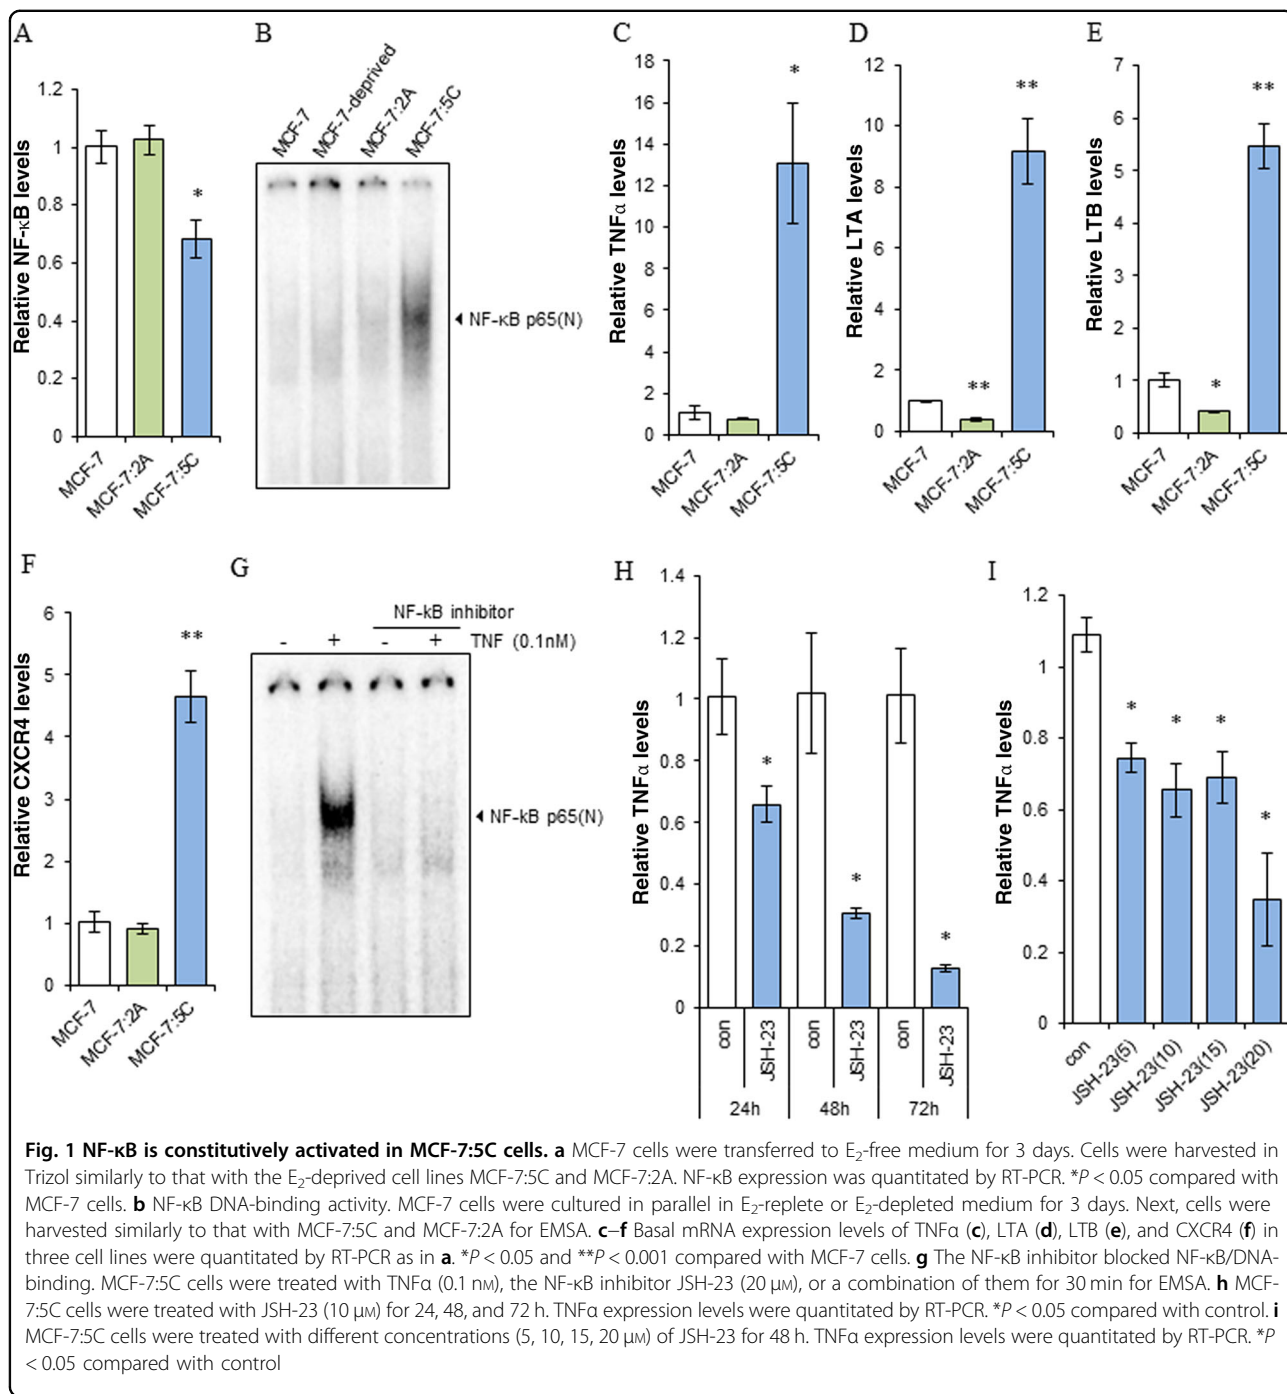 A
Relative NF-κB levels
1.2
1
0.8
0.6
0.4
0.2
0
*
MCF-7
MCF-7:2A
MCF-7:5C
B
MCF-7
MCF-7-deprived
MCF-7:2A
MCF-7:5C
◄ NF-κB p65(N)
C
Relative TNFα levels
18
16
14
12
10
8
6
4
2
0
*
MCF-7
MCF-7:2A
MCF-7:5C
D
Relative LTA levels
12
10
8
6
4
2
0
**
**
MCF-7
MCF-7:2A
MCF-7:5C
E
Relative LTB levels
7
6
5
4
3
2
1
0
*
**
MCF-7
MCF-7:2A
MCF-7:5C
F
Relative CXCR4 levels
6
5
4
3
2
1
0
**
MCF-7
MCF-7:2A
MCF-7:5C
G
NF-kB inhibitor
- + - + TNF (0.1nM)
◄ NF-kB p65(N)
H
Relative TNFα levels
1.4
1.2
1
0.8
0.6
0.4
0.2
0
*
*
*
con
JSH-23
con
JSH-23
con
JSH-23
24h 48h 72h
I
Relative TNFα levels
1.2
1
0.8
0.6
0.4
0.2
0
* * * *
con
JSH-23(5)
JSH-23(10)
JSH-23(15)
JSH-23(20)
Fig. 1 NF-κB is constitutively activated in MCF-7:5C cells. a MCF-7 cells were transferred to E₂-free medium for 3 days. Cells were harvested in
Trizol similarly to that with the E₂-deprived cell lines MCF-7:5C and MCF-7:2A. NF-κB expression was quantitated by RT-PCR. *P < 0.05 compared with
MCF-7 cells. b NF-κB DNA-binding activity. MCF-7 cells were cultured in parallel in E₂-replete or E₂-depleted medium for 3 days. Next, cells were
harvested similarly to that with MCF-7:5C and MCF-7:2A for EMSA. c–f Basal mRNA expression levels of TNFα (c), LTA (d), LTB (e), and CXCR4 (f) in
three cell lines were quantitated by RT-PCR as in a. *P < 0.05 and **P < 0.001 compared with MCF-7 cells. g The NF-κB inhibitor blocked NF-κB/DNA-
binding. MCF-7:5C cells were treated with TNFα (0.1 nM), the NF-κB inhibitor JSH-23 (20 μM), or a combination of them for 30 min for EMSA. h MCF-
7:5C cells were treated with JSH-23 (10 μM) for 24, 48, and 72 h. TNFα expression levels were quantitated by RT-PCR. *P < 0.05 compared with control. i
MCF-7:5C cells were treated with different concentrations (5, 10, 15, 20 μM) of JSH-23 for 48 h. TNFα expression levels were quantitated by RT-PCR. *P
< 0.05 compared with control